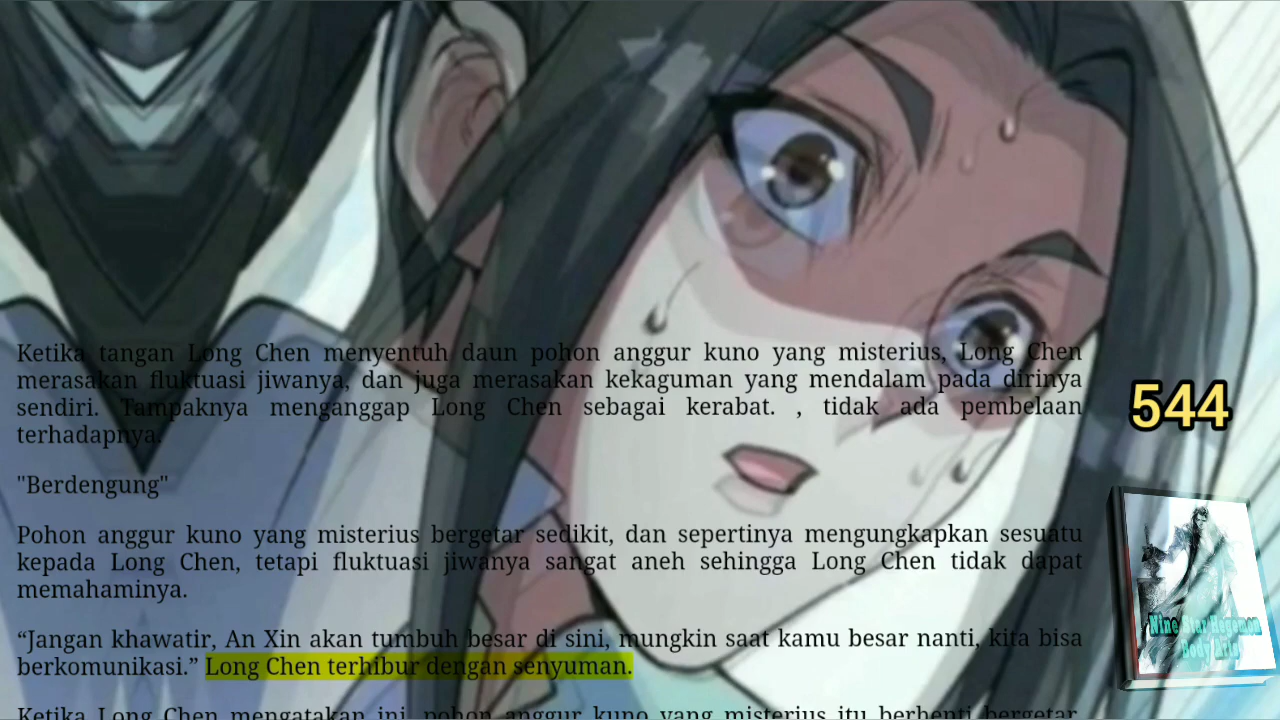 Ketika tangan Long Chen menyentuh daun pohon anggur kuno yang misterius, Long Chen
merasakan fluktuasi jiwanya, dan juga merasakan kekaguman yang mendalam pada dirinya
sendiri. Tampaknya menganggap Long Chen sebagai kerabat. , tidak ada pembelaan
terhadapnya.
"Berdengung"
Pohon anggur kuno yang misterius bergetar sedikit, dan sepertinya mengungkapkan sesuatu
kepada Long Chen, tetapi fluktuasi jiwanya sangat aneh sehingga Long Chen tidak dapat
memahaminya.
“Jangan khawatir, An Xin akan tumbuh besar di sini, mungkin saat kamu besar nanti, kita bisa
berkomunikasi.” Long Chen terhibur dengan senyuman.
Ketika Long Chen mengatakan ini, pohon anggur kuno yang misterius itu berhenti bergetar,
544
Nine Star Hegemon
Body Arts